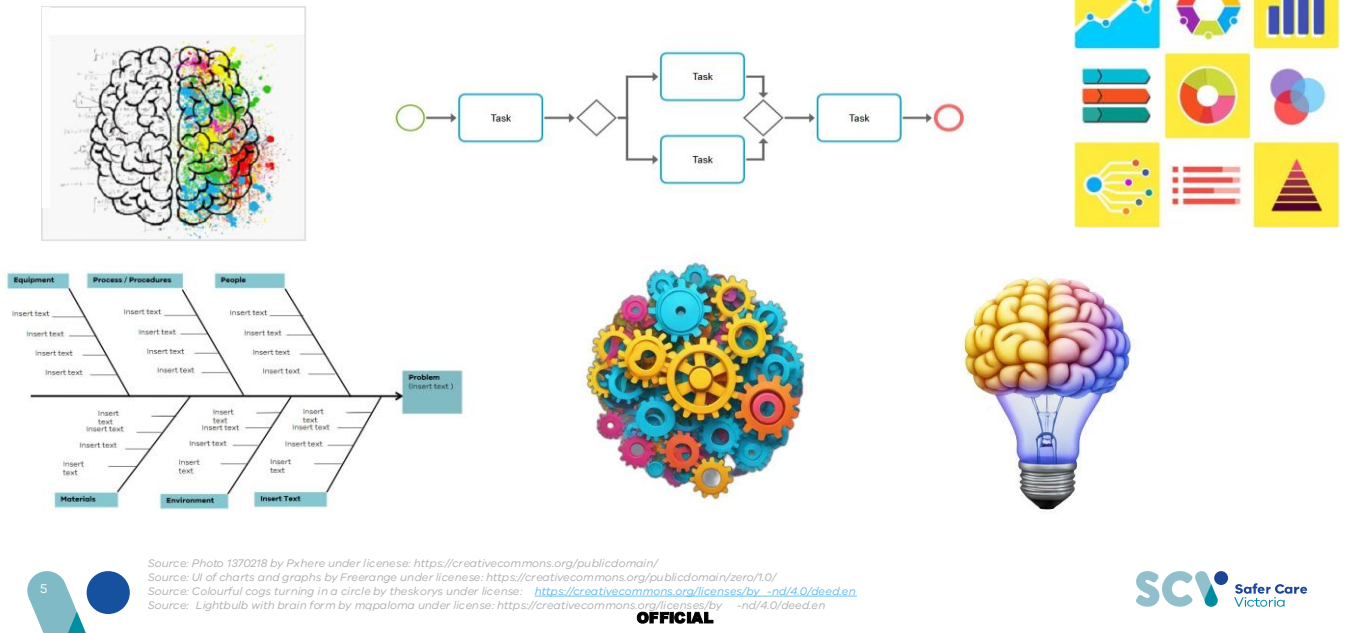 Task
Task
Task
Task
Equipment
Process / Procedures
People
Insert text
Insert text
Insert text
Insert text
Insert text
Insert text
Insert text
Insert text
Insert text
Insert text
Insert text
Insert text
Problem
(Insert text )
Insert
text
Insert text
Insert text
Insert
text
Insert
text
Insert text
Insert text
Insert
text
Insert
text
Insert text
Insert text
Insert
text
Materials
Environment
Insert Text
5
Source: Photo 1370218 by Pxhere under licenese: https://creativecommons.org/publicdomain/
Source: UI of charts and graphs by Freerange under licenese: https://creativecommons.org/publicdomain/zero/1.0/
Source: Colourful cogs turning in a circle by theskorys under license: https://creativecommons.org/licenses/by -nd/4.0/deed.en
Source: Lightbulb with brain form by mapaloma under license: https://creativecommons.org/licenses/by -nd/4.0/deed.en
OFFICIAL
SCV
Safer Care
Victoria